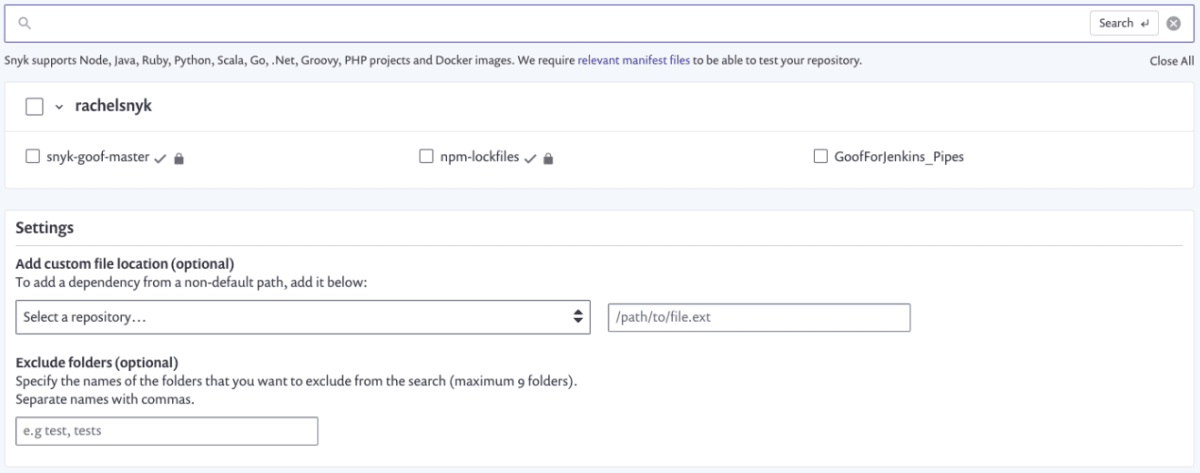 Search ↵
Snyk supports Node, Java, Ruby, Python, Scala, Go, .Net, Groovy, PHP projects and Docker images. We require relevant manifest files to be able to test your repository.
Close All
rachelsnyk
snyk-goof-master
npm-lockfiles
GoofForJenkins_Pipes
Settings
Add custom file location (optional)
To add a dependency from a non-default path, add it below:
Select a repository...
/path/to/file.ext
Exclude folders (optional)
Specify the names of the folders that you want to exclude from the search (maximum 9 folders).
Separate names with commas.
e.g test, tests